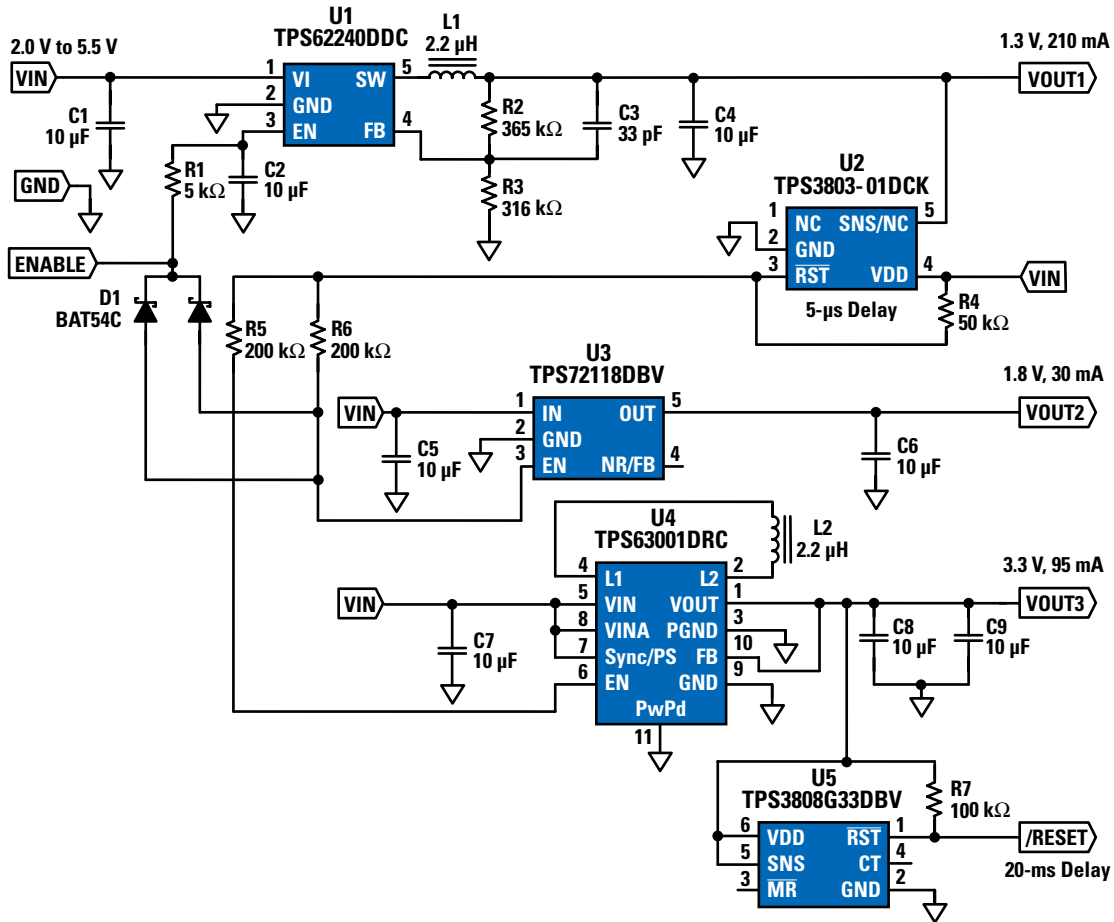 U1
TPS62240DDC
2.0 V to 5.5 V
VIN
C1
10 µF
1 VI SW 5
2 GND
3 EN FB 4
L1
2.2 µH
R2
365 kΩ
C3
33 pF
C4
10 µF
1.3 V, 210 mA
VOUT1
GND
R1
5 kΩ
C2
10 µF
R3
316 kΩ
U2
TPS3803-01DCK
1 NC SNS/NC 5
2 GND
3 RST VDD 4
5-µs Delay
VIN
R4
50 kΩ
ENABLE
D1
BAT54C
R5
200 kΩ
R6
200 kΩ
U3
TPS72118DBV
VIN
C5
10 µF
1 IN OUT 5
2 GND
3 EN NR/FB 4
1.8 V, 30 mA
VOUT2
C6
10 µF
U4
TPS63001DRC
L2
2.2 µH
VIN
C7
10 µF
4 L1 L2 2
5 VIN VOUT 1
8 VINA PGND 3
7 Sync/PS FB 10
6 EN GND 9
PwPd
11
3.3 V, 95 mA
VOUT3
C8
10 µF
C9
10 µF
U5
TPS3808G33DBV
6 VDD RST 1
5 SNS CT 4
3 MR GND 2
R7
100 kΩ
/RESET
20-ms Delay